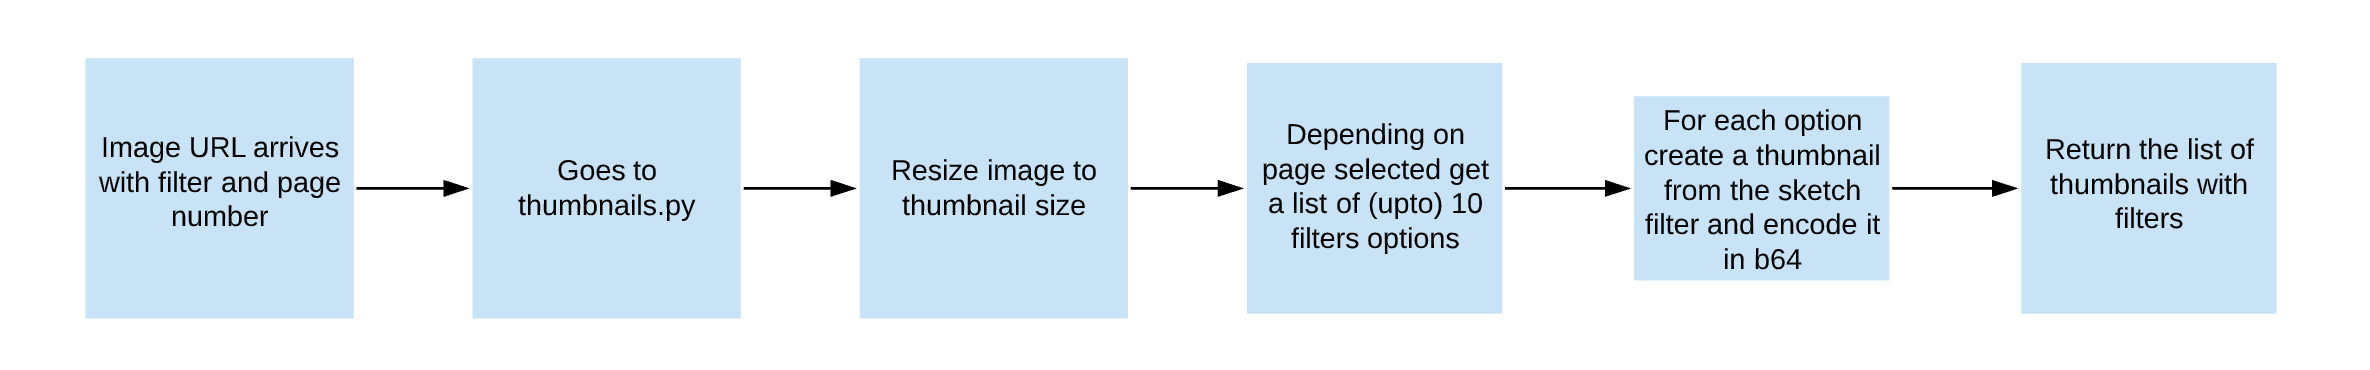 Image URL arrives
with filter and page
number
Goes to
thumbnails.py
Resize image to
thumbnail size
Depending on
page selected get
a list of (upto) 10
filters options
For each option
create a thumbnail
from the sketch
filter and encode it
in b64
Return the list of
thumbnails with
filters